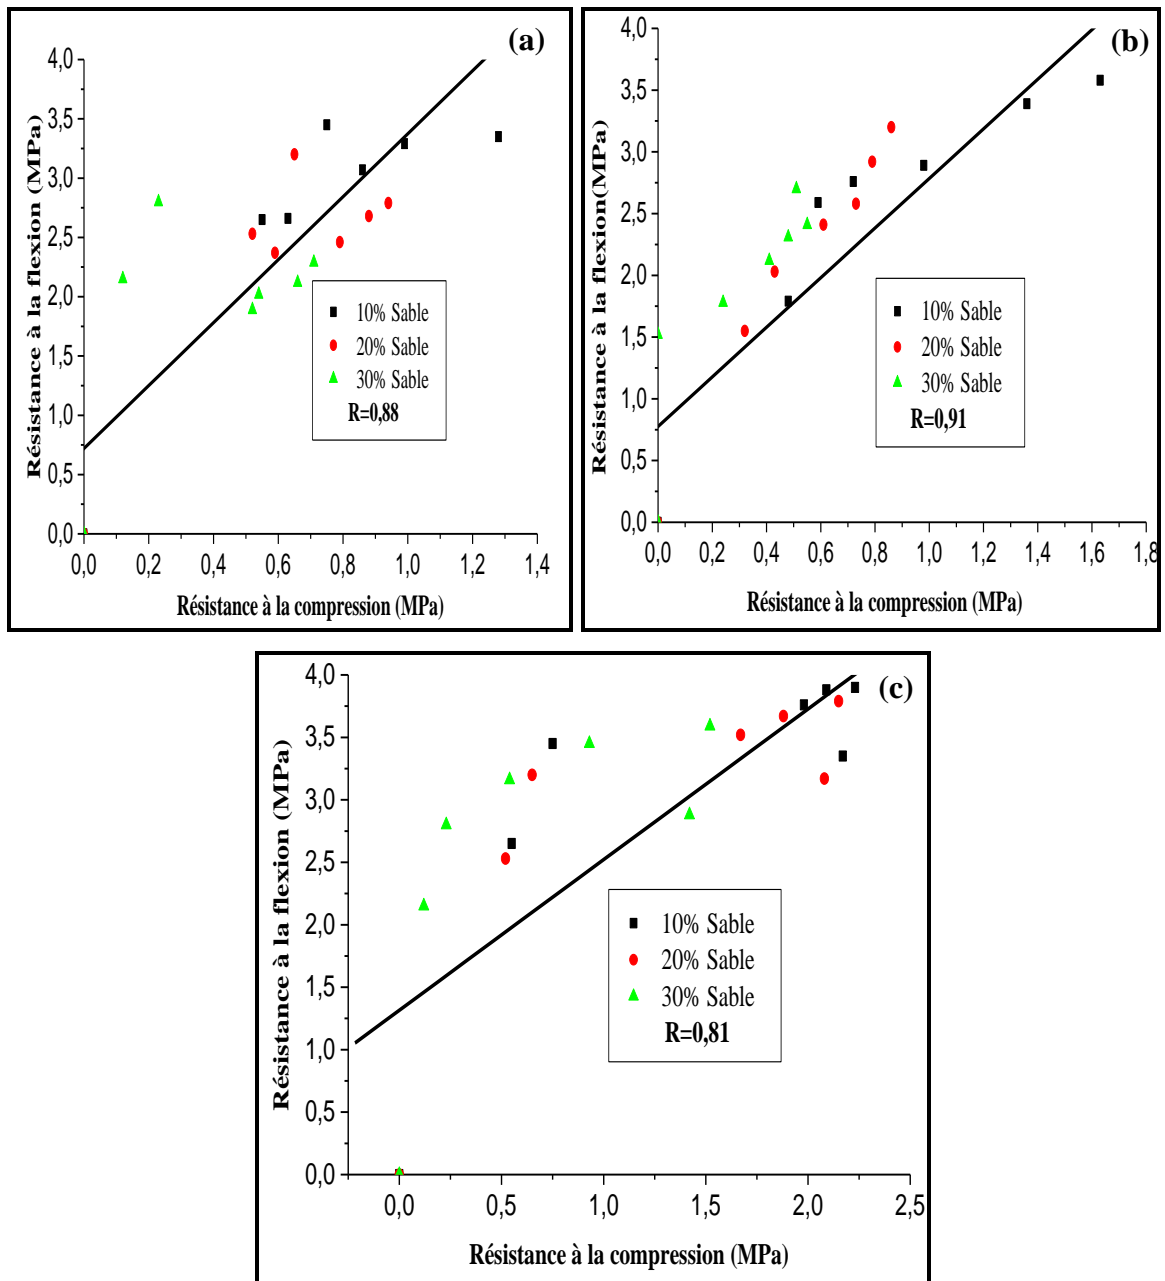 (a)
4,0
3,5
3,0
2,5
2,0
1,5
1,0
0,5
0,0
Résistance à la flexion (MPa)
10% Sable
20% Sable
30% Sable
R=0,88
0,0 0,2 0,4 0,6 0,8 1,0 1,2 1,4
Résistance à la compression (MPa)
(b)
4,0
3,5
3,0
2,5
2,0
1,5
1,0
0,5
0,0
Résistance à la flexion(MPa)
10% Sable
20% Sable
30% Sable
R=0,91
0,0 0,2 0,4 0,6 0,8 1,0 1,2 1,4 1,6 1,8
Résistance à la compression (MPa)
(c)
4,0
3,5
3,0
2,5
2,0
1,5
1,0
0,5
0,0
Résistance à la flexion (MPa)
10% Sable
20% Sable
30% Sable
R=0,81
0,0 0,5 1,0 1,5 2,0 2,5
Résistance à la compression (MPa)